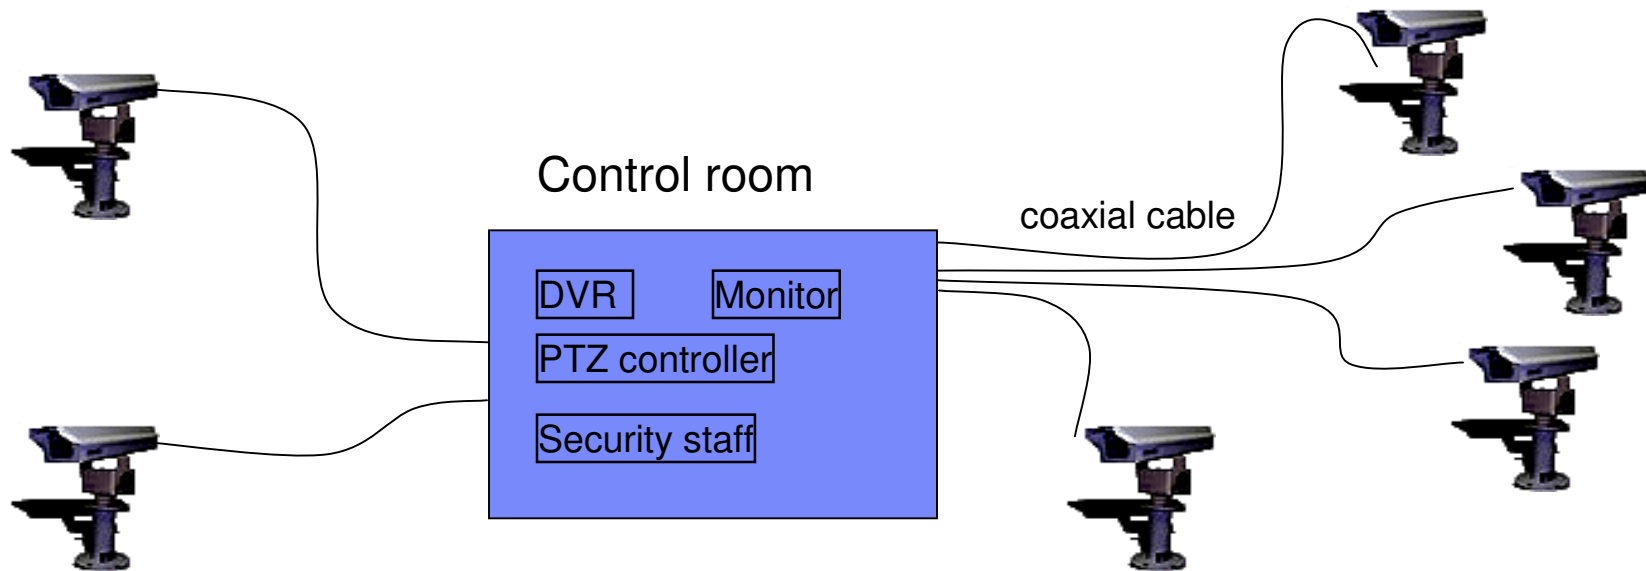 Control room
coaxial cable
DVR
Monitor
PTZ controller
Security staff